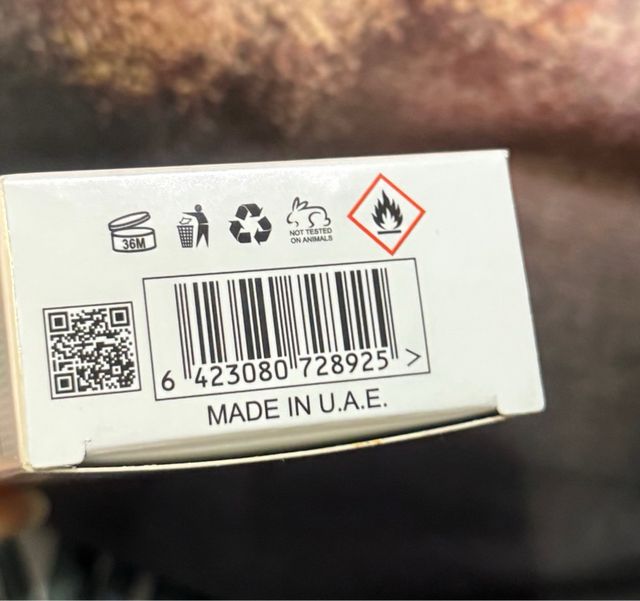 36M
NOT TESTED
ON ANIMALS
6 423080 728925 >
MADE IN U.A.E.